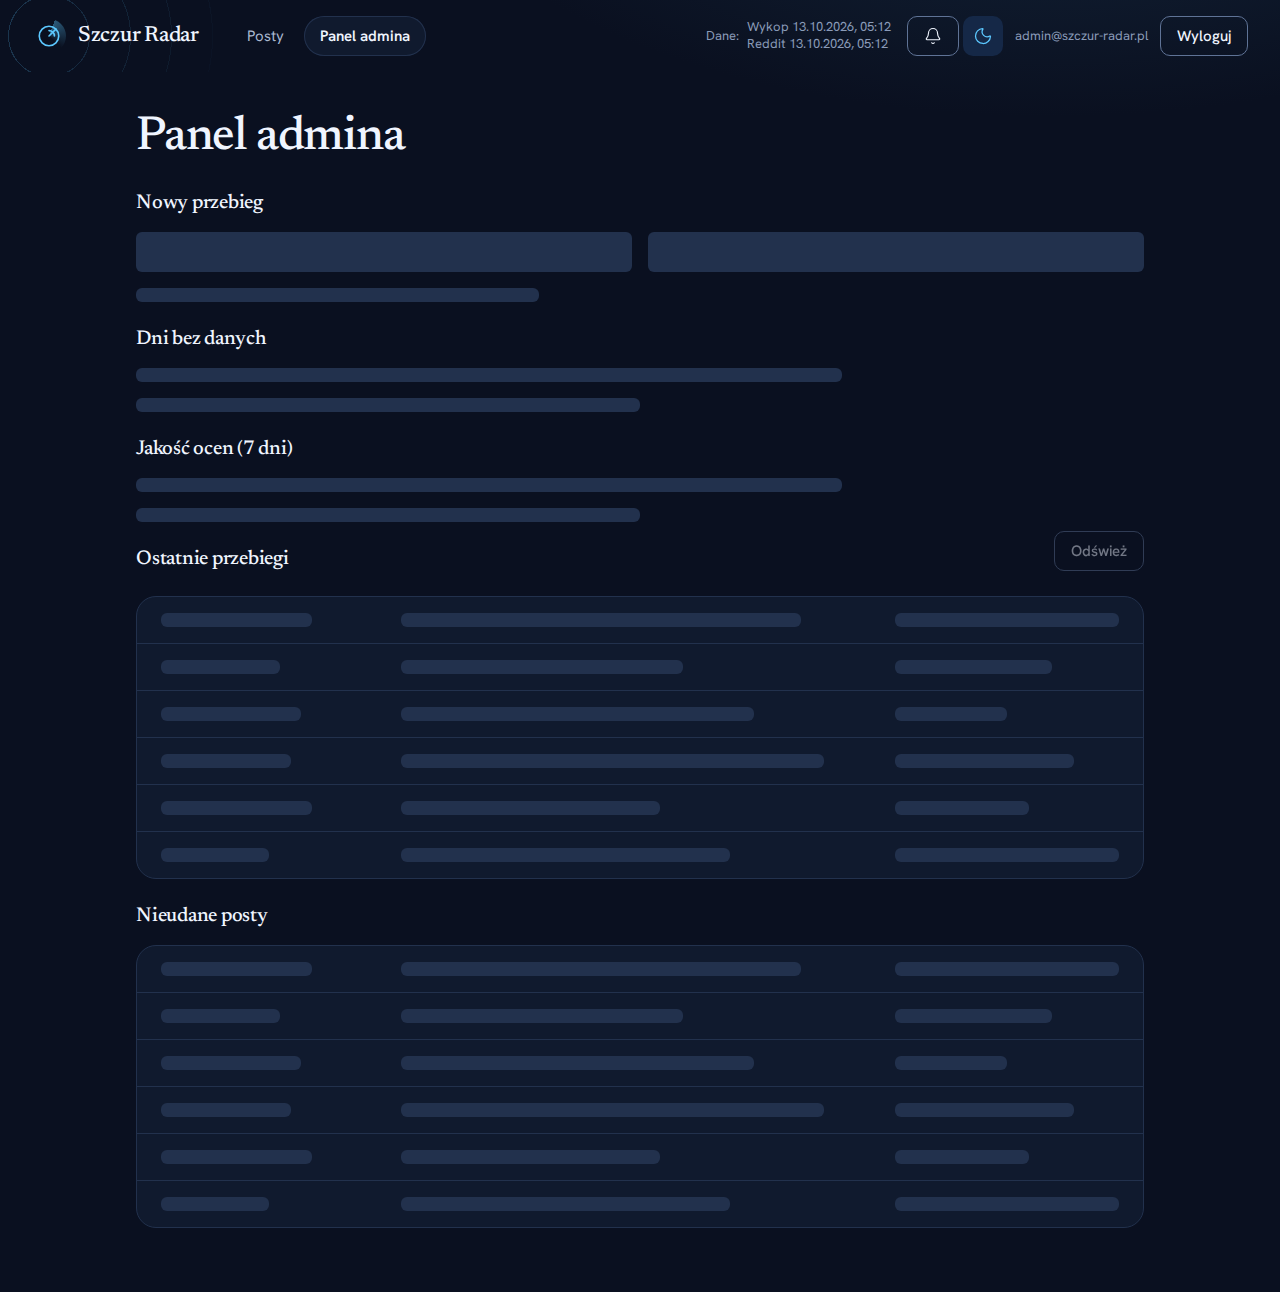 Szczur Radar
Posty
Panel admina
Dane:
Wykop 13.10.2026, 05:12
Reddit 13.10.2026, 05:12
admin@szczur-radar.pl
Wyloguj
Panel admina
Nowy przebieg
Dni bez danych
Jakość ocen (7 dni)
Ostatnie przebiegi
Odśwież
Nieudane posty